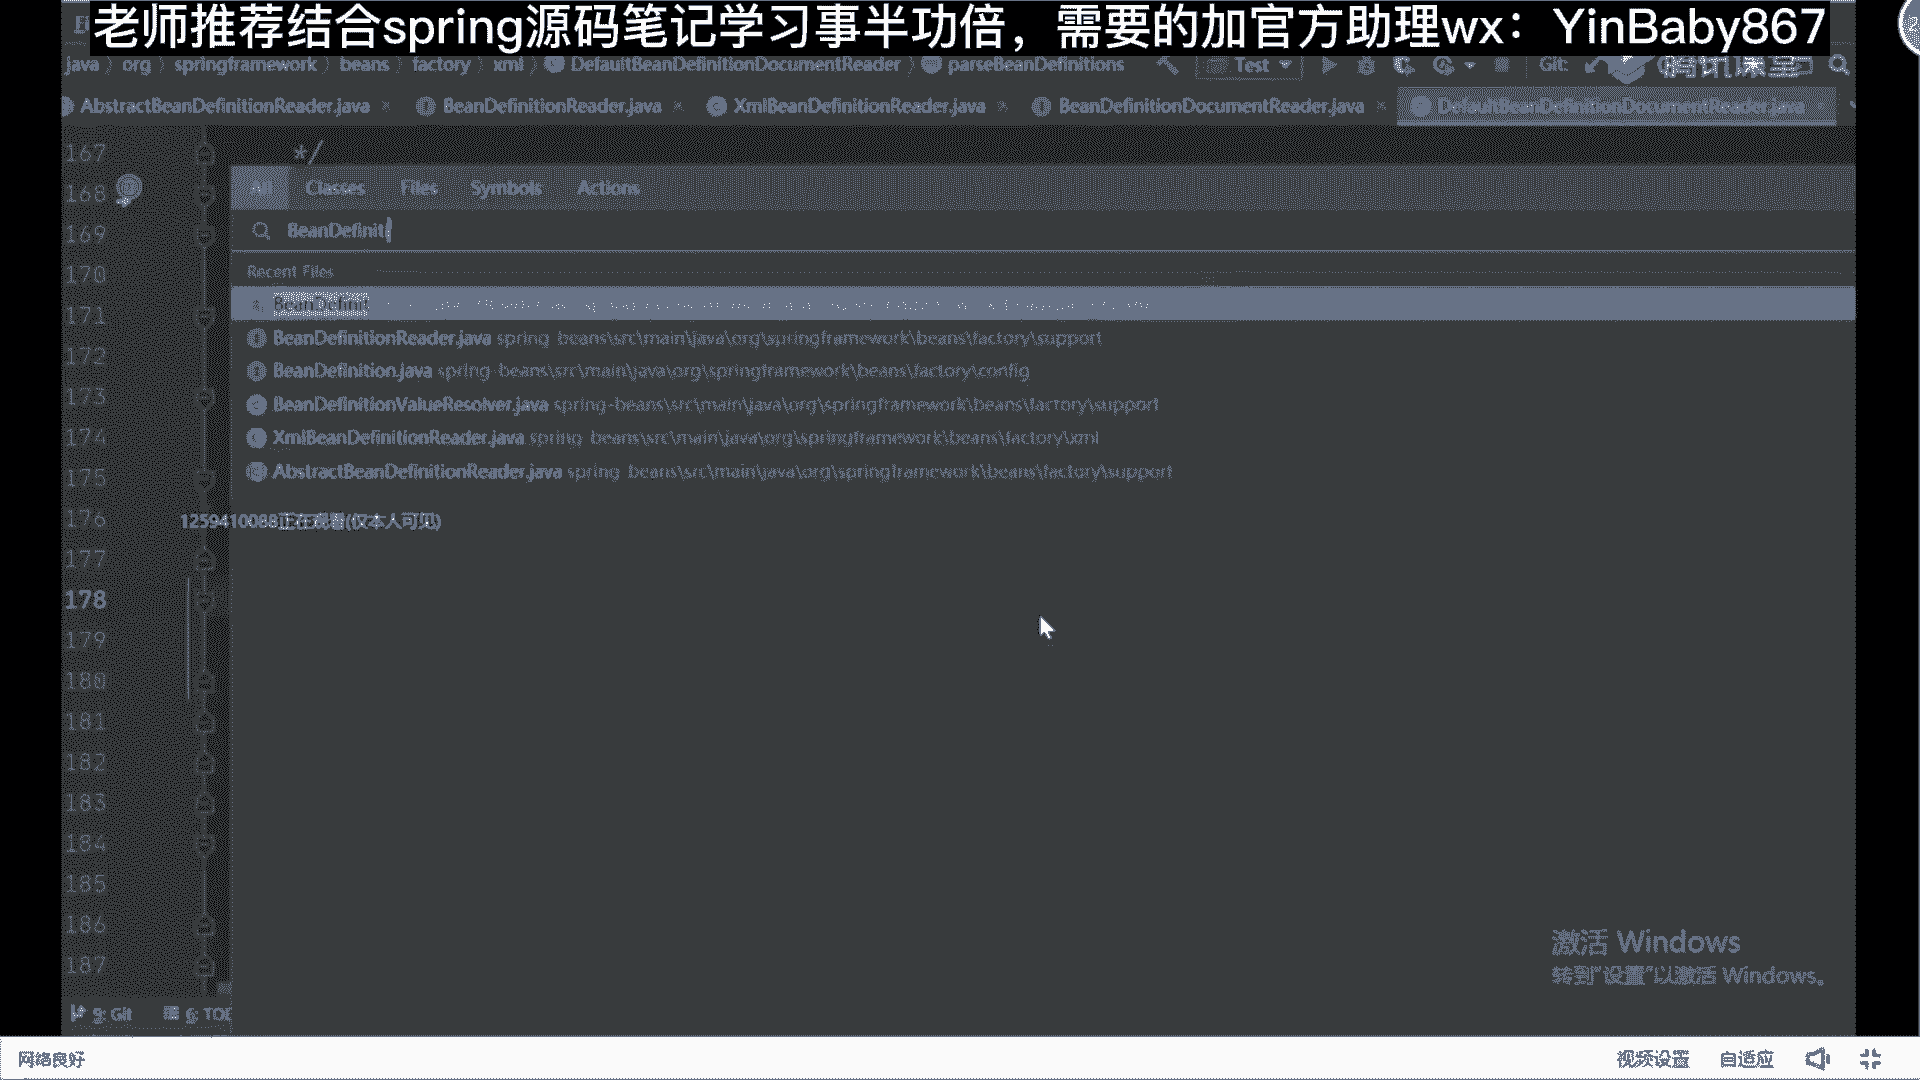 老师推荐结合spring源码笔记学习事半功倍，需要的加官方助理wx：YinBaby867
java org springframework beans factory xml DefaultBeanDefinitionDocumentReader parseBeanDefinitions Test Git: 腾讯课堂
AbstractBeanDefinitionReader.java BeanDefinitionReader.java XmlBeanDefinitionReader.java BeanDefinitionDocumentReader.java DefaultBeanDefinitionDocumentReader.java
167 */
168 All Classes Files Symbols Actions
169 BeanDefinit
170 Recent Files
171 BeanDefinit
BeanDefinitionReader.java spring-beans\src\main\java\org\springframework\beans\factory\support
172 BeanDefinition.java spring-beans\src\main\java\org\springframework\beans\factory\config
173 BeanDefinitionValueResolver.java spring-beans\src\main\java\org\springframework\beans\factory\support
174 XmlBeanDefinitionReader.java spring-beans\src\main\java\org\springframework\beans\factory\xml
175 AbstractBeanDefinitionReader.java spring-beans\src\main\java\org\springframework\beans\factory\support
176 1259410088正在观看(仅本人可见)
177
178
179
180
181
182
183
184
185
186
187
激活 Windows
转到"设置"以激活 Windows。
9: Git 6: TO
网络良好 视频设置 自适应